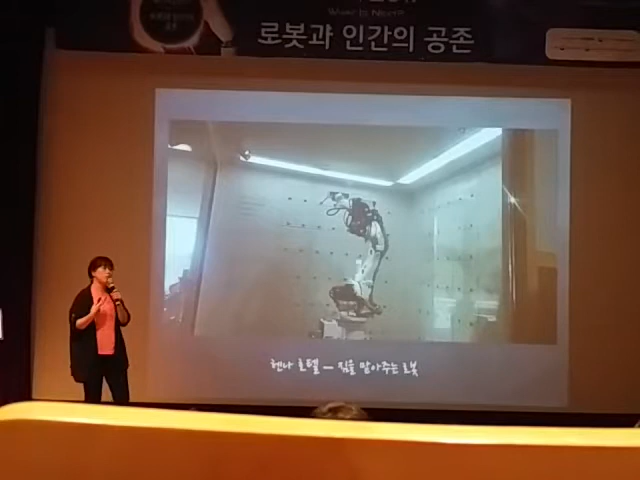 로봇과 인간의 공존
헨나 호텔 — 짐을 맡아주는 로봇